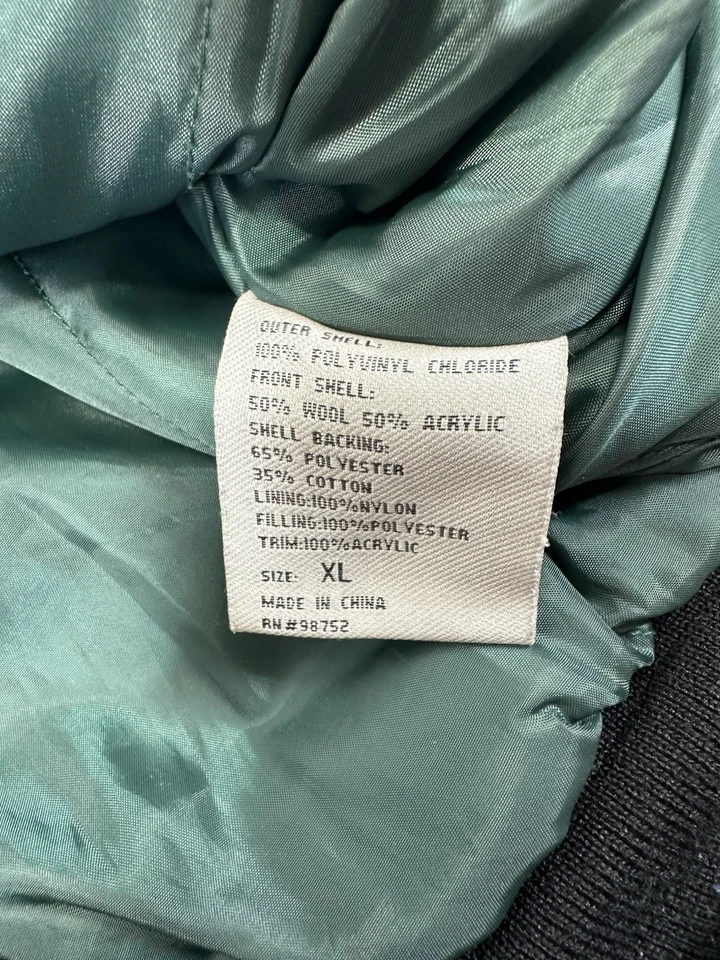 OUTER SHELL:
100% POLYVINYL CHLORIDE
FRONT SHELL:
50% WOOL 50% ACRYLIC
SHELL BACKING:
65% POLYESTER
35% COTTON
LINING:100%NYLON
FILLING:100%POLYESTER
TRIM:100%ACRYLIC
SIZE: XL
MADE IN CHINA
RN#98752